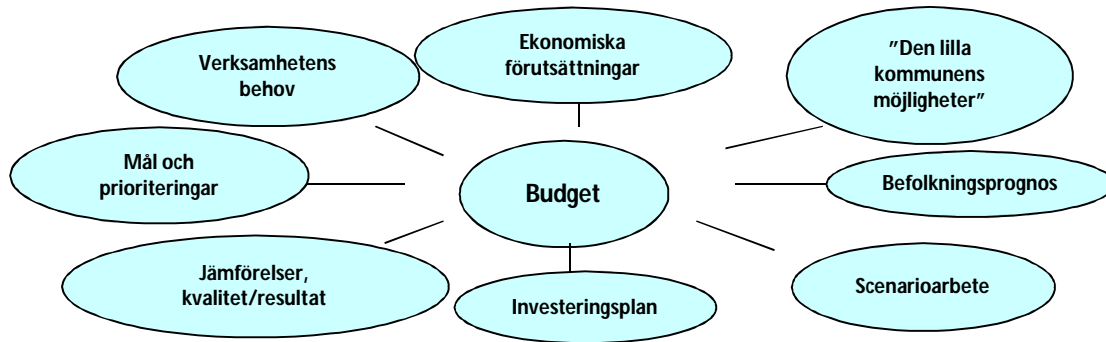 Verksamhetens
behov
Ekonomiska
förutsättningar
”Den lilla
kommunens
möjligheter”
Mål och
prioriteringar
Budget
Befolkningsprognos
Jämförelser,
kvalitet/resultat
Investeringsplan
Scenarioarbete